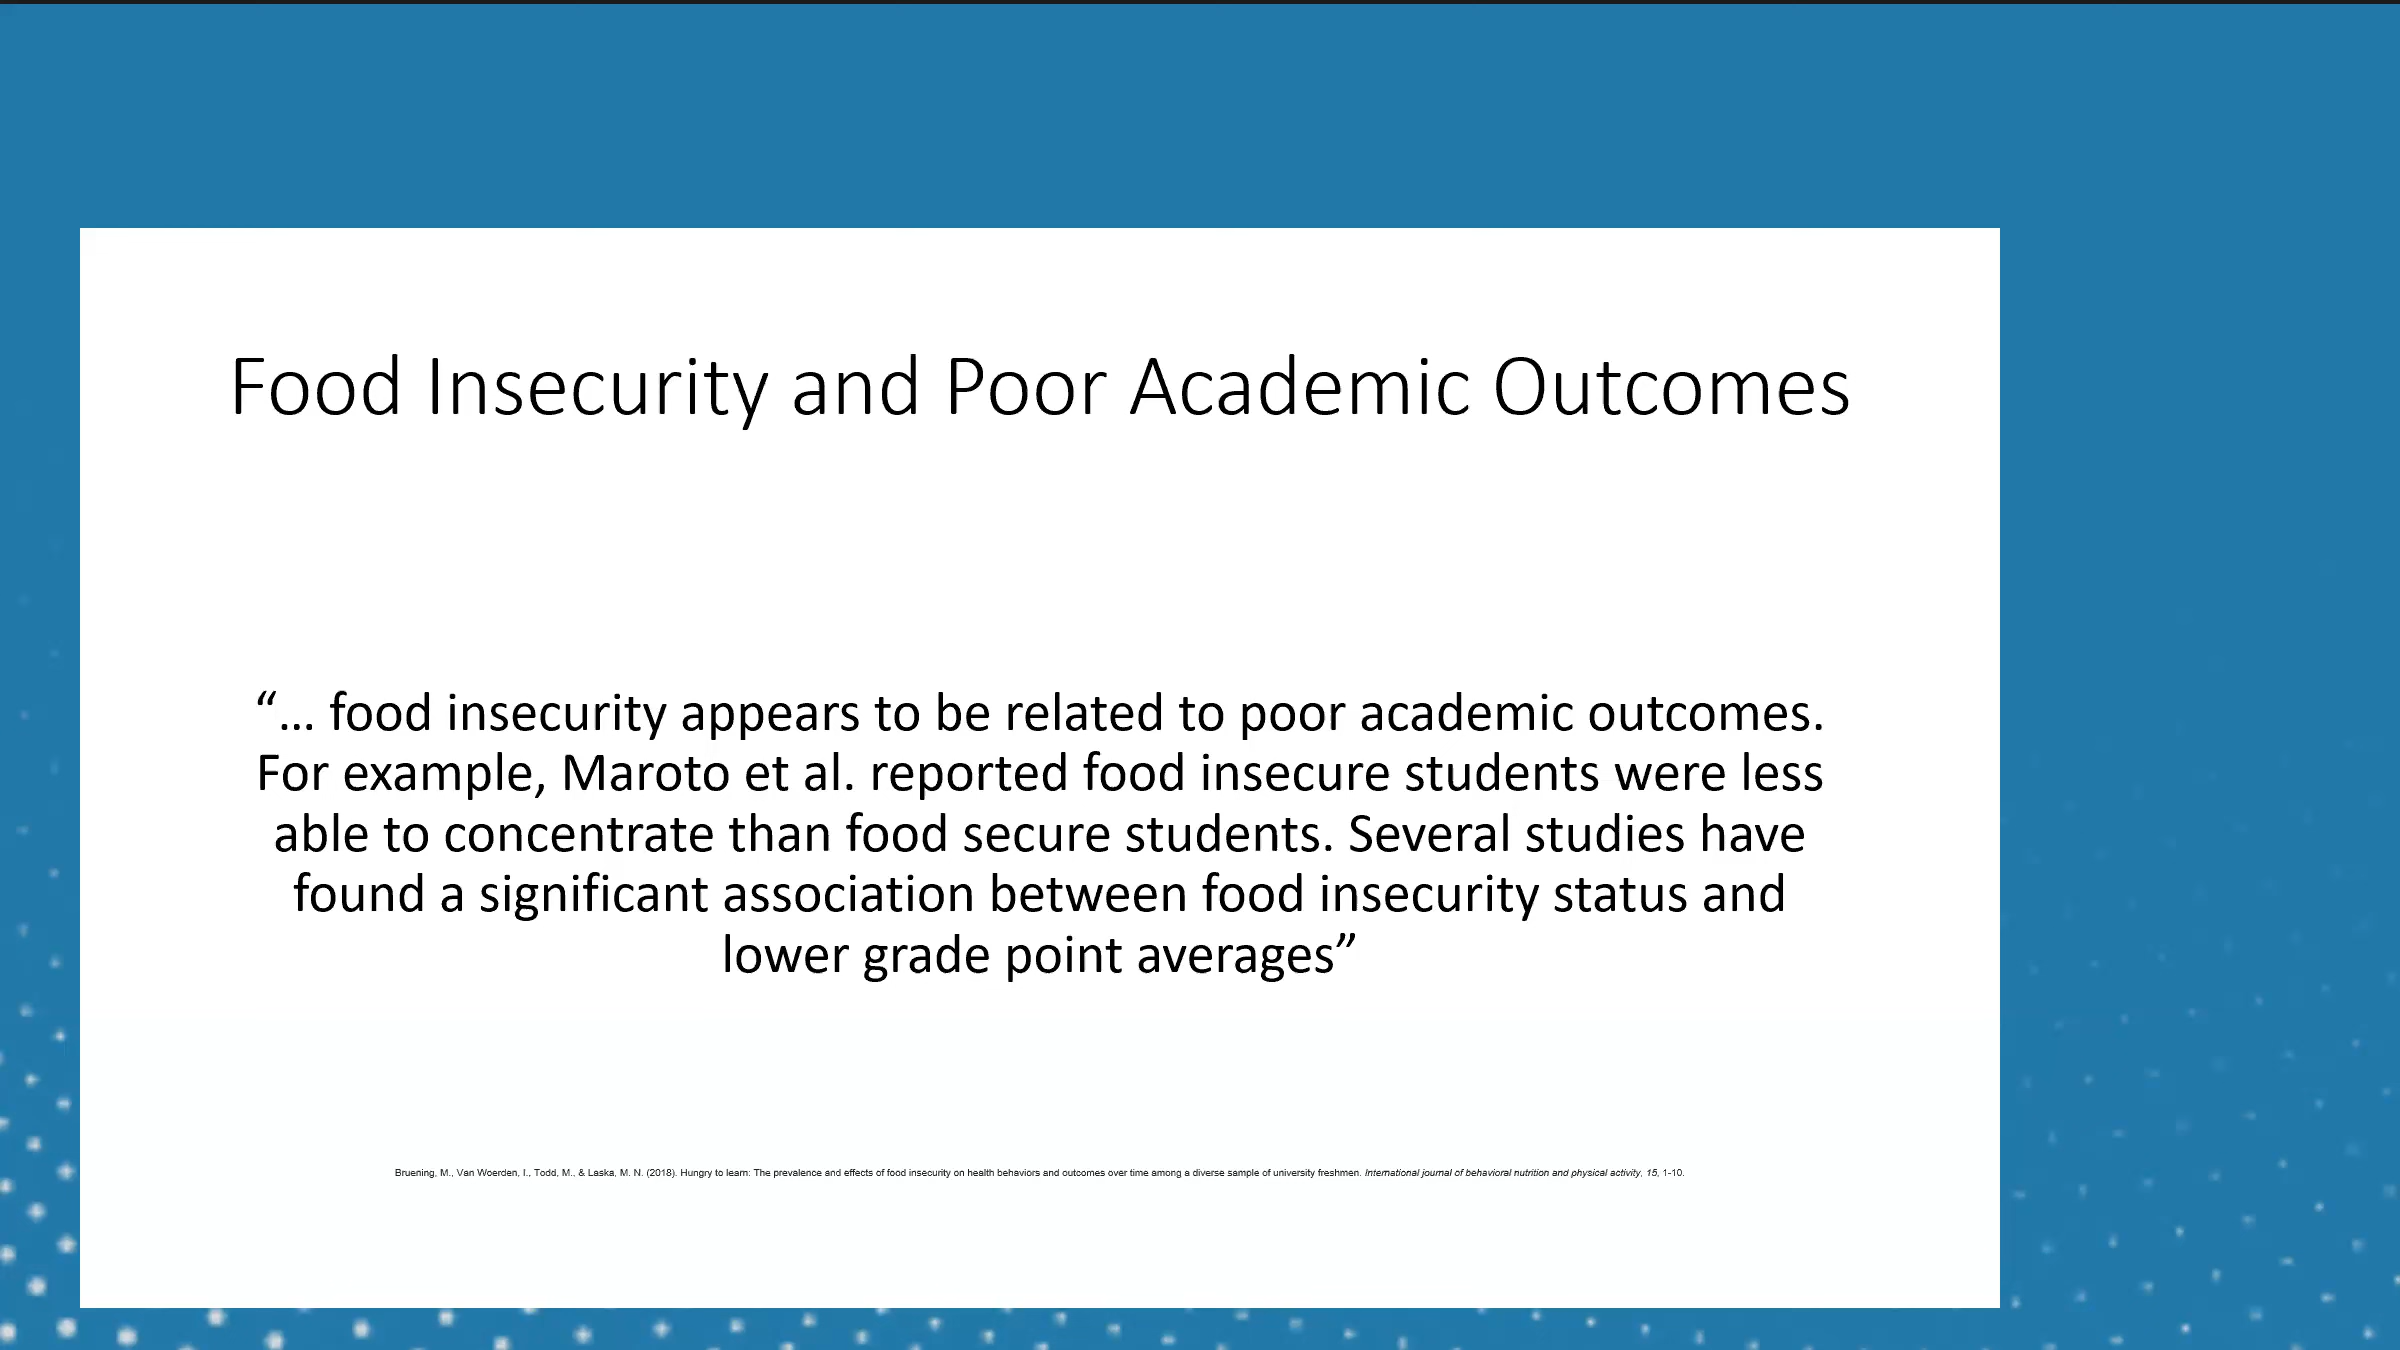 Food Insecurity and Poor Academic Outcomes
“... food insecurity appears to be related to poor academic outcomes.
For example, Maroto et al. reported food insecure students were less
able to concentrate than food secure students. Several studies have
found a significant association between food insecurity status and
lower grade point averages”
Bruening, M., Van Woerden, I., Todd, M., & Laska, M. N. (2018). Hungry to learn: The prevalence and effects of food insecurity on health behaviors and outcomes over time among a diverse sample of university freshmen. International journal of behavioral nutrition and physical activity, 15, 1-10.